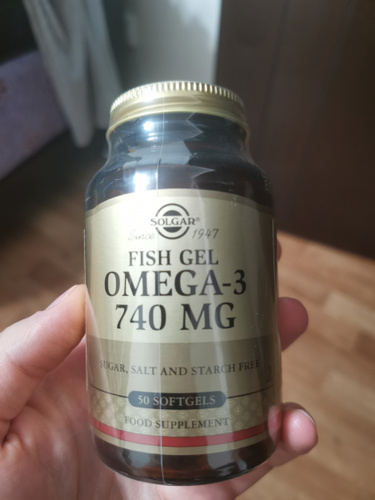 SOLGAR®
Since 1947
FISH GEL
OMEGA-3
740 MG
SUGAR, SALT AND STARCH FREE
50 SOFTGELS
FOOD SUPPLEMENT